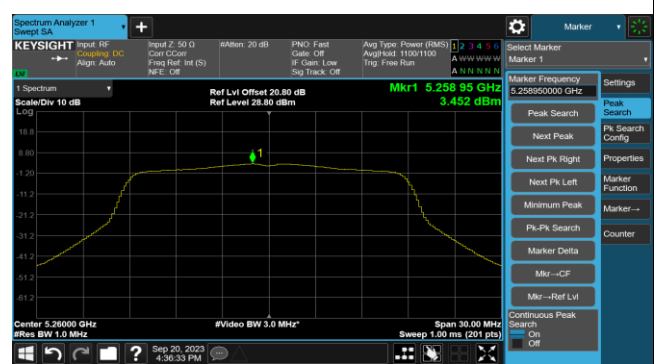 Spectrum Analyzer 1
Swept SA
Marker
KEYSIGHT
Input: RF
Coupling: DC
Align: Auto
Input Z: 50 Ω
Corr CCorr
Freq Ref: Int (S)
NFE: Off
#Atten: 20 dB
PNO: Fast
Gate: Off
IF Gain: Low
Sig Track: Off
Avg Type: Power (RMS)
Avg|Hold: 1100/1100
Trig: Free Run
1 2 3 4 5 6
A W W W W W
A N N N N N
Select Marker
Marker 1
1 Spectrum
Scale/Div 10 dB
Log
Ref Lvl Offset 20.80 dB
Ref Level 28.80 dBm
Mkr1 5.258 95 GHz
3.452 dBm
18.8
8.80
-1.20
-11.2
-21.2
-31.2
-41.2
-51.2
-61.2
1
Center 5.26000 GHz
#Res BW 1.0 MHz
#Video BW 3.0 MHz*
Span 30.00 MHz
Sweep 1.00 ms (201 pts)
Marker Frequency
5.258950000 GHz
Peak Search
Next Peak
Next Pk Right
Next Pk Left
Minimum Peak
Pk-Pk Search
Marker Delta
Mkr→CF
Mkr→Ref Lvl
Continuous Peak
Search
On
Off
Settings
Peak
Search
Pk Search
Config
Properties
Marker
Function
Marker→
Counter
?
Sep 20, 2023
4:36:33 PM